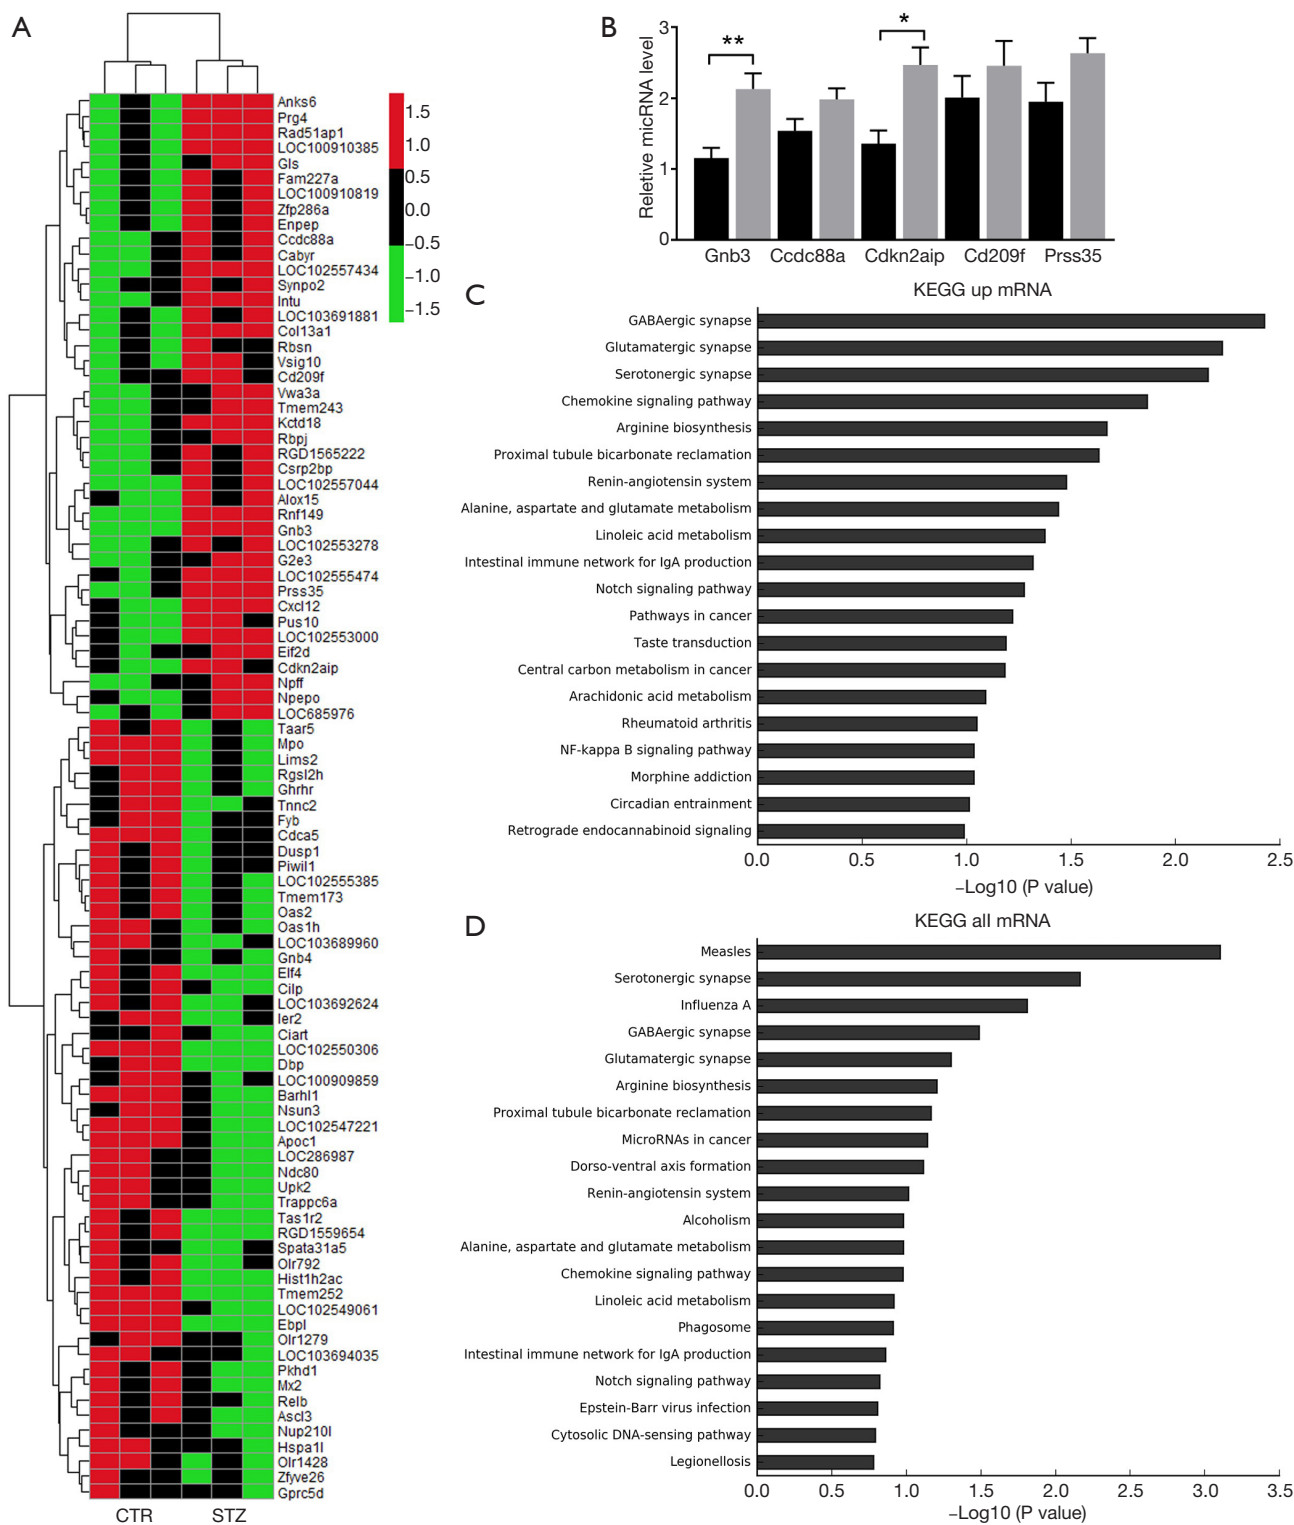 A
Anks6
Prg4
Rad51ap1
LOC100910385
Gls
Fam227a
LOC100910819
Zfp286a
Enpep
Ccdc88a
Cabyr
LOC102557434
Synpo2
Intu
LOC103691881
Col13a1
Rbsn
Vsig10
Cd209f
Vwa3a
Tmem243
Kctd18
Rbpj
RGD1565222
Csrp2bp
LOC102557044
Alox15
Rnf149
Gnb3
LOC102553278
G2e3
LOC102555474
Prss35
Cxcl12
Pus10
LOC102553000
Eif2d
Cdkn2aip
Npff
Npepo
LOC685976
Taar5
Mpo
Lims2
Rgsl2h
Ghrhr
Tnnc2
Fyb
Cdca5
Dusp1
Piwil1
LOC102555385
Tmem173
Oas2
Oas1h
LOC103689960
Gnb4
Elf4
Cilp
LOC103692624
Ier2
Ciart
LOC102550306
Dbp
LOC100909859
Barhl1
Nsun3
LOC102547221
Apoc1
LOC286987
Ndc80
Upk2
Trappc6a
Tas1r2
RGD1559654
Spata31a5
Olr792
Hist1h2ac
Tmem252
LOC102549061
Ebpl
Olr1279
LOC103694035
Pkhd1
Mx2
Relb
Ascl3
Nup210l
Hspa1l
Olr1428
Zfyve26
Gprc5d
CTR STZ
1.5
1.0
0.5
0.0
−0.5
−1.0
−1.5
B
Reletive micRNA level
3
2
1
0
** *
Gnb3 Ccdc88a Cdkn2aip Cd209f Prss35
C
KEGG up mRNA
GABAergic synapse
Glutamatergic synapse
Serotonergic synapse
Chemokine signaling pathway
Arginine biosynthesis
Proximal tubule bicarbonate reclamation
Renin-angiotensin system
Alanine, aspartate and glutamate metabolism
Linoleic acid metabolism
Intestinal immune network for IgA production
Notch signaling pathway
Pathways in cancer
Taste transduction
Central carbon metabolism in cancer
Arachidonic acid metabolism
Rheumatoid arthritis
NF-kappa B signaling pathway
Morphine addiction
Circadian entrainment
Retrograde endocannabinoid signaling
0.0 0.5 1.0 1.5 2.0 2.5
−Log10 (P value)
D
KEGG all mRNA
Measles
Serotonergic synapse
Influenza A
GABAergic synapse
Glutamatergic synapse
Arginine biosynthesis
Proximal tubule bicarbonate reclamation
MicroRNAs in cancer
Dorso-ventral axis formation
Renin-angiotensin system
Alcoholism
Alanine, aspartate and glutamate metabolism
Chemokine signaling pathway
Linoleic acid metabolism
Phagosome
Intestinal immune network for IgA production
Notch signaling pathway
Epstein-Barr virus infection
Cytosolic DNA-sensing pathway
Legionellosis
0.0 0.5 1.0 1.5 2.0 2.5 3.0 3.5
−Log10 (P value)